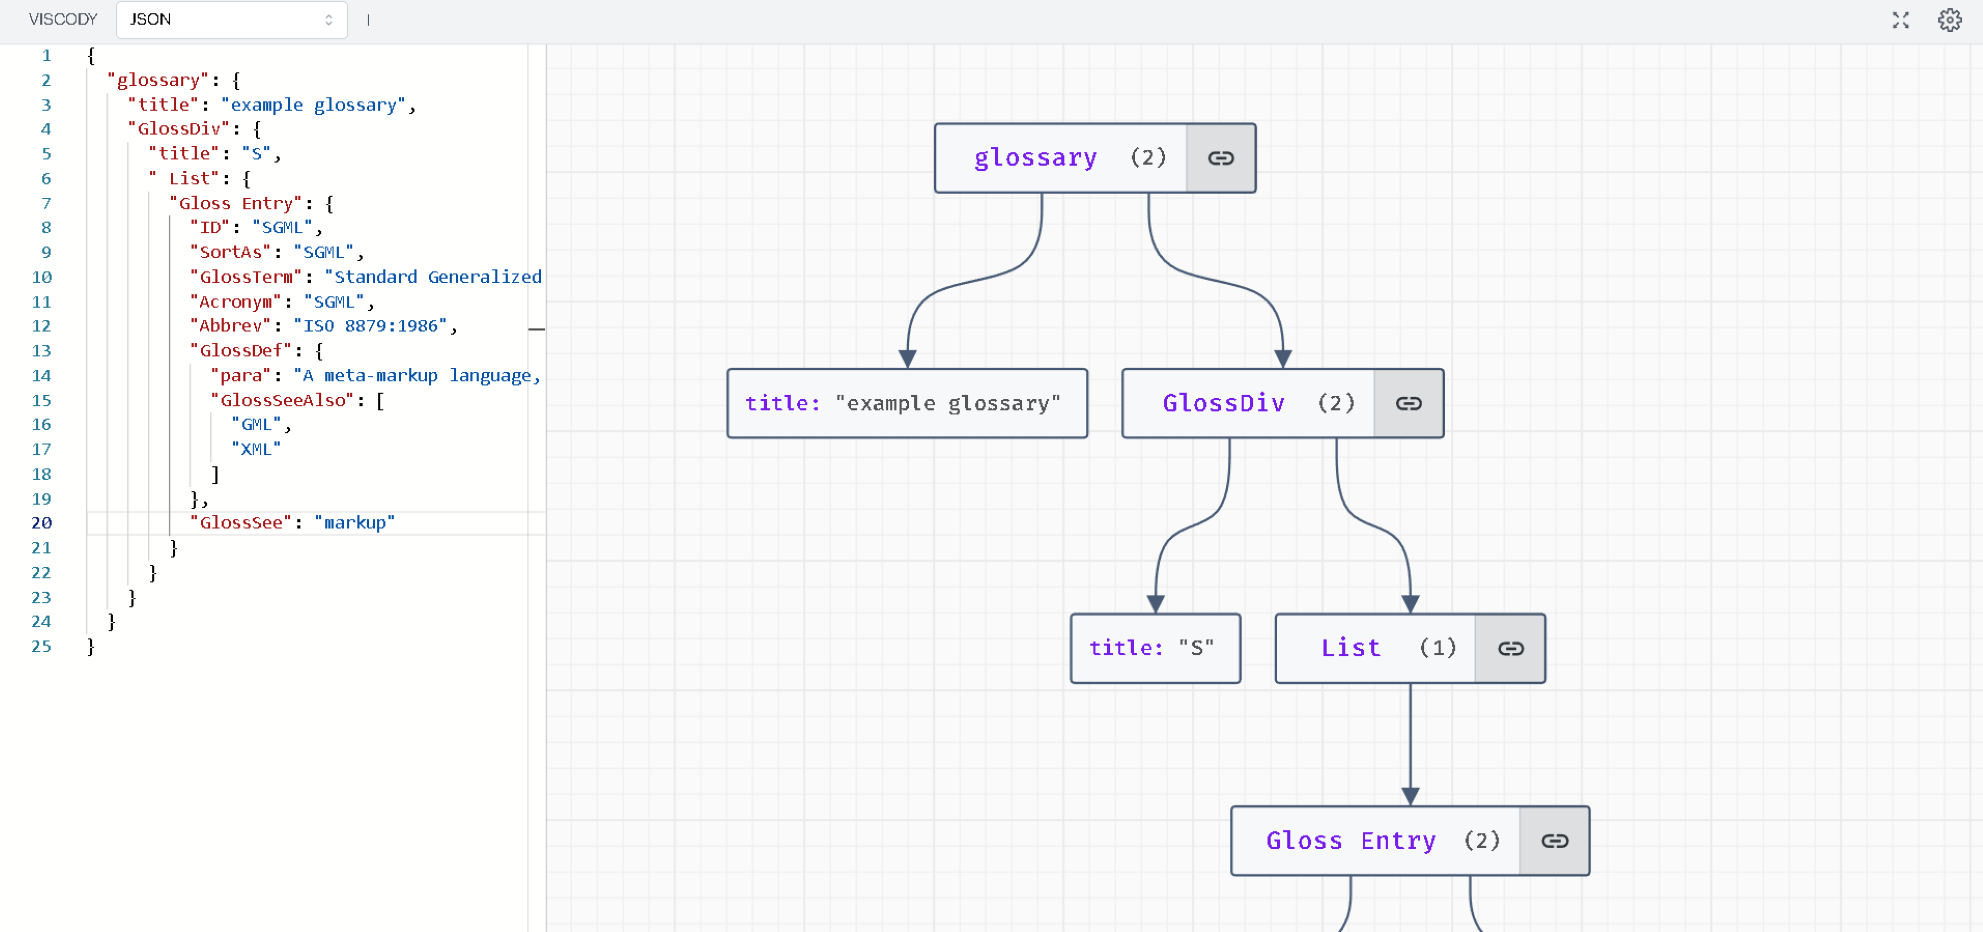 VISCODY JSON
1 {
2 "glossary": {
3 "title": "example glossary",
4 "GlossDiv": {
5 "title": "S",
6 " List": {
7 "Gloss Entry": {
8 "ID": "SGML",
9 "SortAs": "SGML",
10 "GlossTerm": "Standard Generalized
11 "Acronym": "SGML",
12 "Abbrev": "ISO 8879:1986",
13 "GlossDef": {
14 "para": "A meta-markup language,
15 "GlossSeeAlso": [
16 "GML",
17 "XML"
18 ]
19 },
20 "GlossSee": "markup"
21 }
22 }
23 }
24 }
25 }
glossary (2)
title: "example glossary"
GlossDiv (2)
title: "S"
List (1)
Gloss Entry (2)